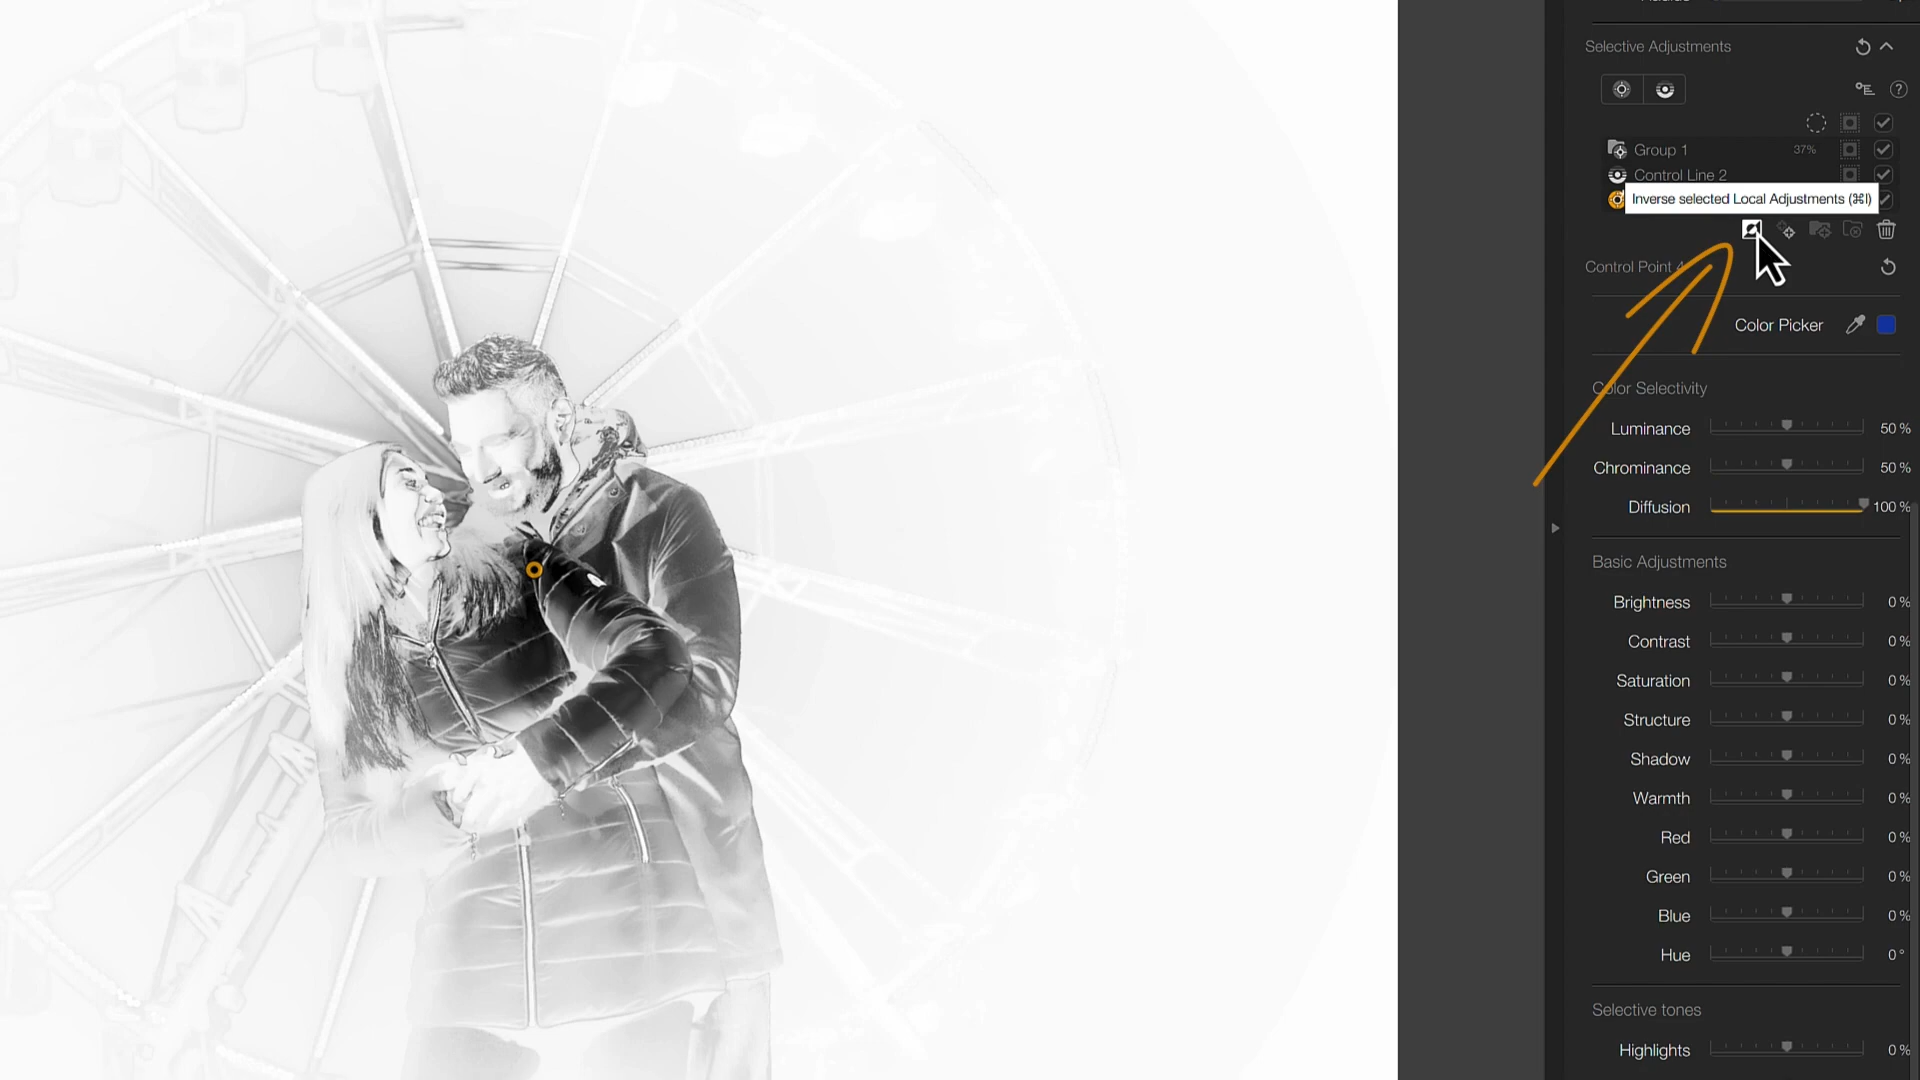 Selective Adjustments
Group 1 37%
Control Line 2
Inverse selected Local Adjustments (⌘I)
Control Point
Color Picker
Color Selectivity
Luminance 50 %
Chrominance 50 %
Diffusion 100 %
Basic Adjustments
Brightness 0 %
Contrast 0 %
Saturation 0 %
Structure 0 %
Shadow 0 %
Warmth 0 %
Red 0 %
Green 0 %
Blue 0 %
Hue 0 °
Selective tones
Highlights 0 %